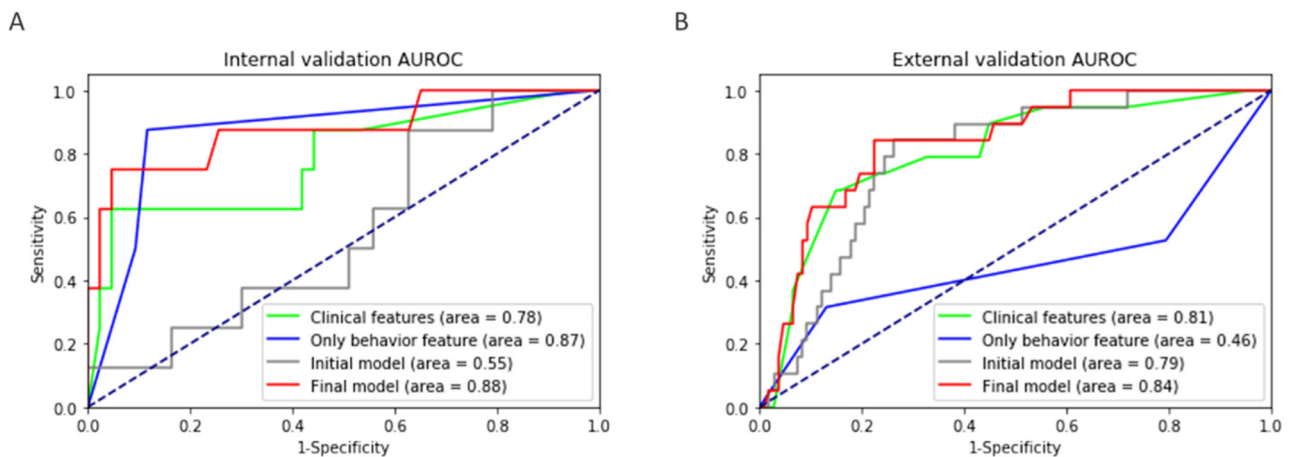 A
Internal validation AUROC
1.0
0.8
0.6
0.4
0.2
0.0
Sensitivity
Clinical features (area = 0.78)
Only behavior feature (area = 0.87)
Initial model (area = 0.55)
Final model (area = 0.88)
0.0 0.2 0.4 0.6 0.8 1.0
1-Specificity
B
External validation AUROC
1.0
0.8
0.6
0.4
0.2
0.0
Sensitivity
Clinical features (area = 0.81)
Only behavior feature (area = 0.46)
Initial model (area = 0.79)
Final model (area = 0.84)
0.0 0.2 0.4 0.6 0.8 1.0
1-Specificity